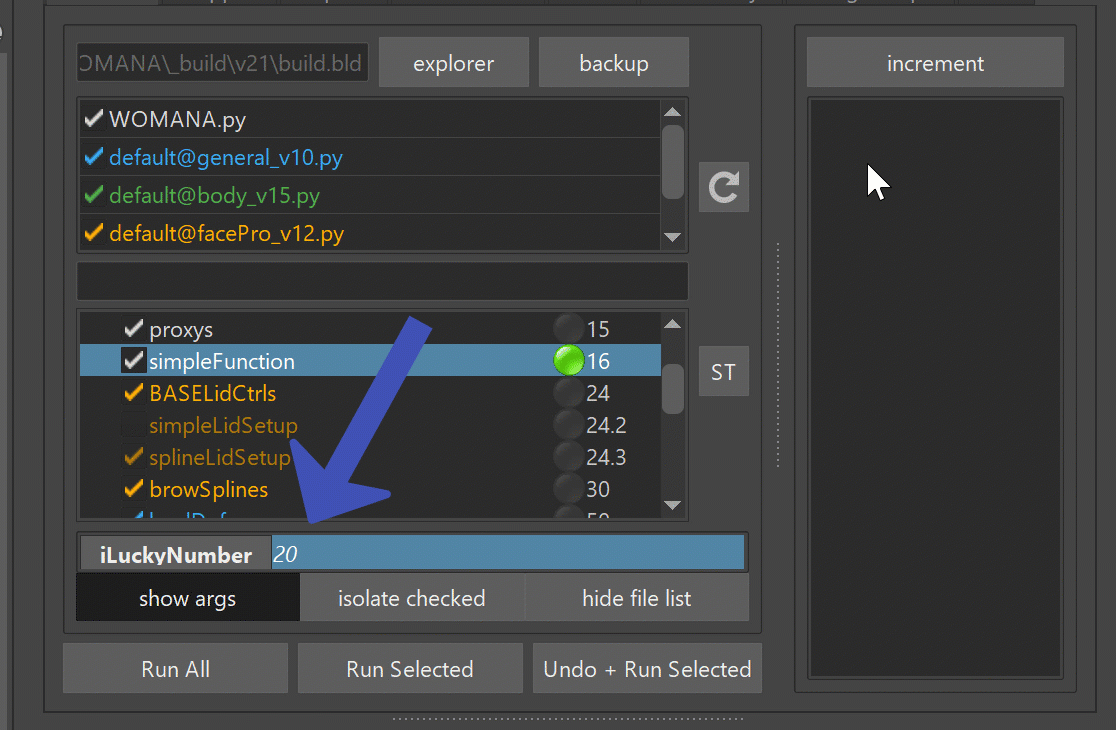 OMANA\_build\v21\build.bld explorer backup increment
WOMANA.py
default@general_v10.py
default@body_v15.py
default@facePro_v12.py
proxys 15
simpleFunction 16
BASELidCtrls 24
simpleLidSetup 24.2
splineLidSetup 24.3
browSplines 30
ST
iLuckyNumber 20
show args isolate checked hide file list
Run All Run Selected Undo + Run Selected